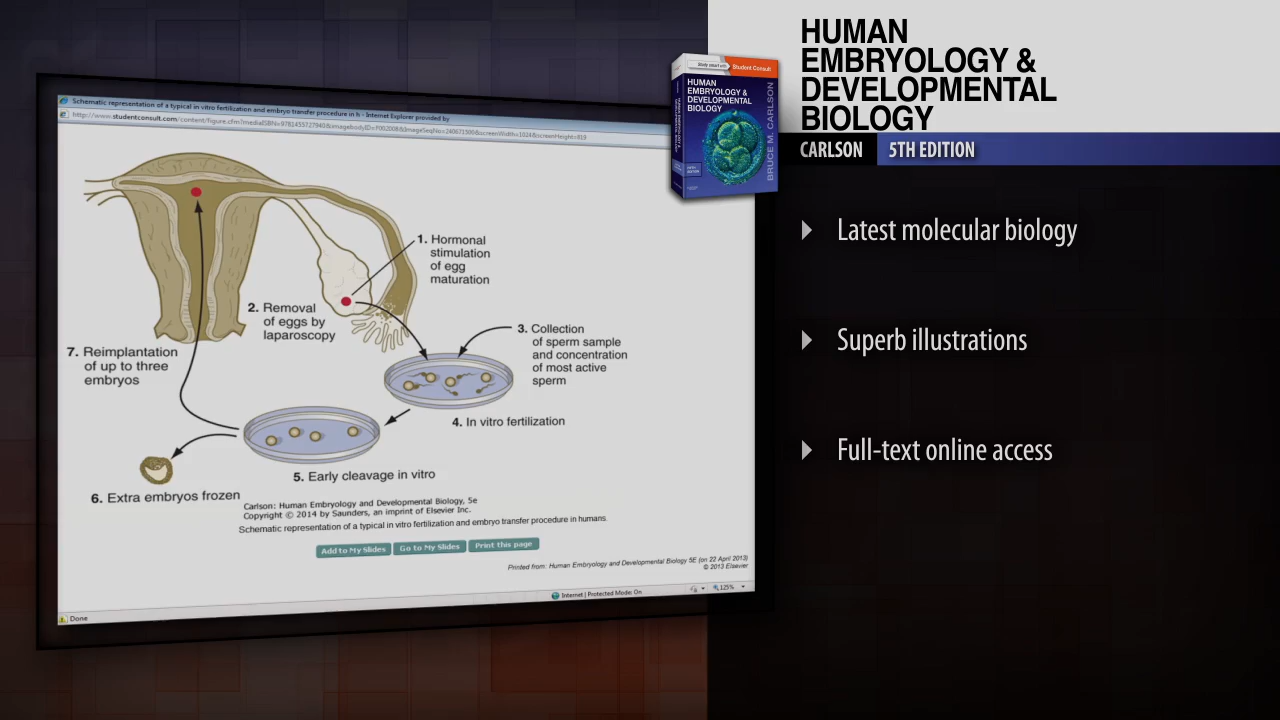 HUMAN
EMBRYOLOGY &
DEVELOPMENTAL
BIOLOGY
CARLSON 5TH EDITION
Latest molecular biology
Superb illustrations
Full-text online access
Student Consult
HUMAN
EMBRYOLOGY &
DEVELOPMENTAL
BIOLOGY
BRUCE M. CARLSON
Schematic representation of a typical in vitro fertilization and embryo transfer procedure in h - Internet Explorer provided by
1. Hormonal
stimulation
of egg
maturation
2. Removal
of eggs by
laparoscopy
3. Collection
of sperm sample
and concentration
of most active
sperm
7. Reimplantation
of up to three
embryos
4. In vitro fertilization
5. Early cleavage in vitro
6. Extra embryos frozen
Carlson: Human Embryology and Developmental Biology, 5e
Copyright © 2014 by Saunders, an imprint of Elsevier Inc.
Schematic representation of a typical in vitro fertilization and embryo transfer procedure in humans.
Add to My Slides Go to My Slides Print this page
Printed from: Human Embryology and Developmental Biology 5E (on 22 April 2013)
© 2013 Elsevier
Internet | Protected Mode: On 125%
Done